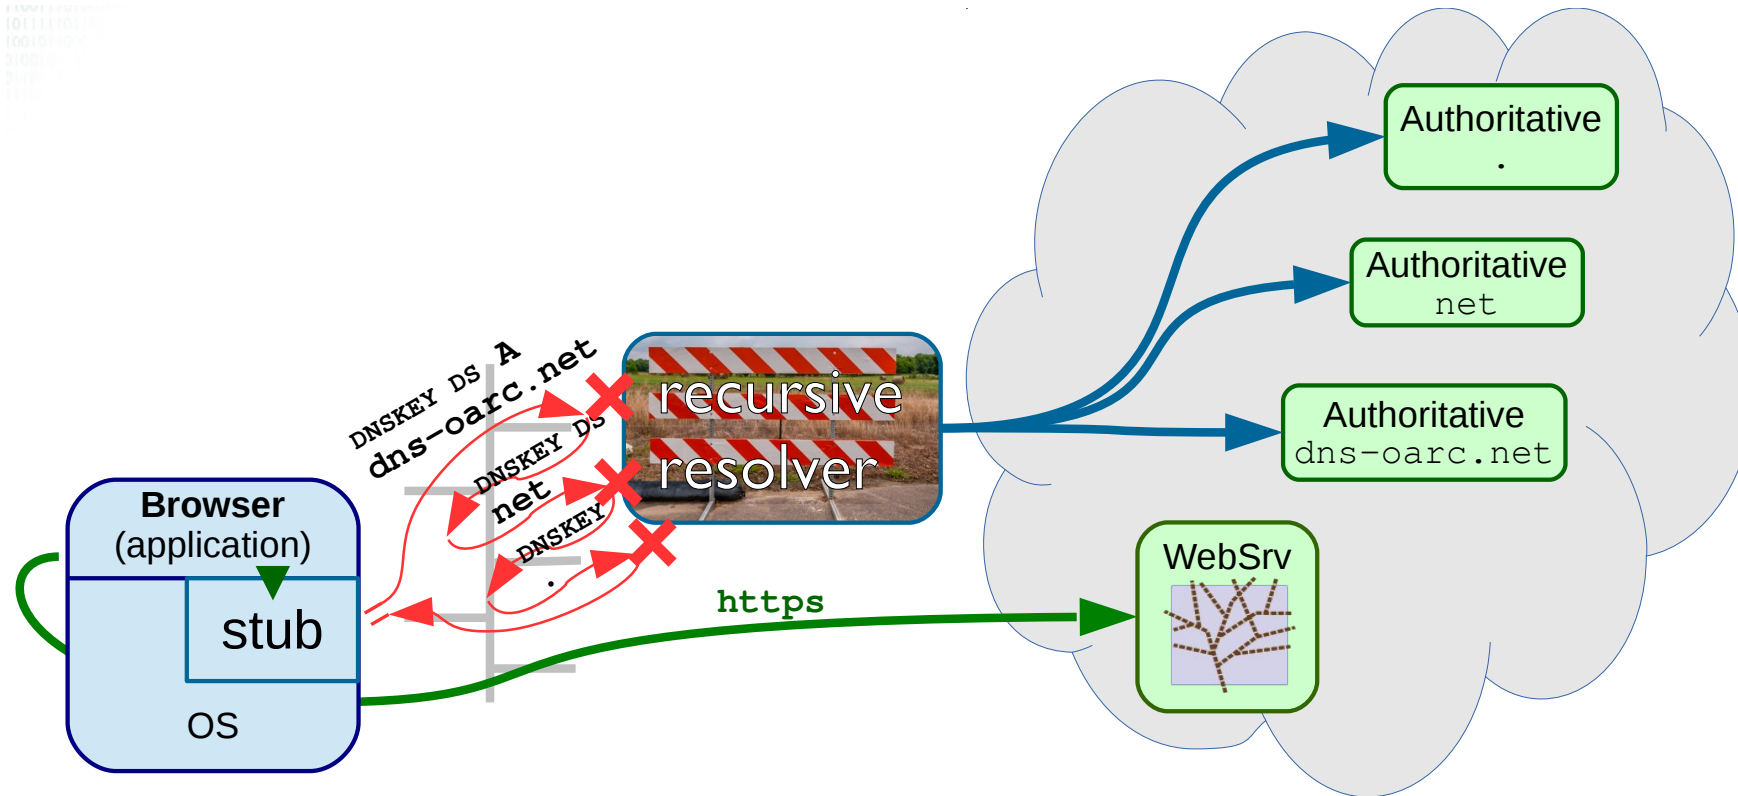 Authoritative
.
Authoritative
net
Authoritative
dns-oarc.net
DNSKEY DS A
dns-oarc.net
DNSKEY DS
net
DNSKEY
.
recursive
resolver
Browser
(application)
stub
OS
https
WebSrv